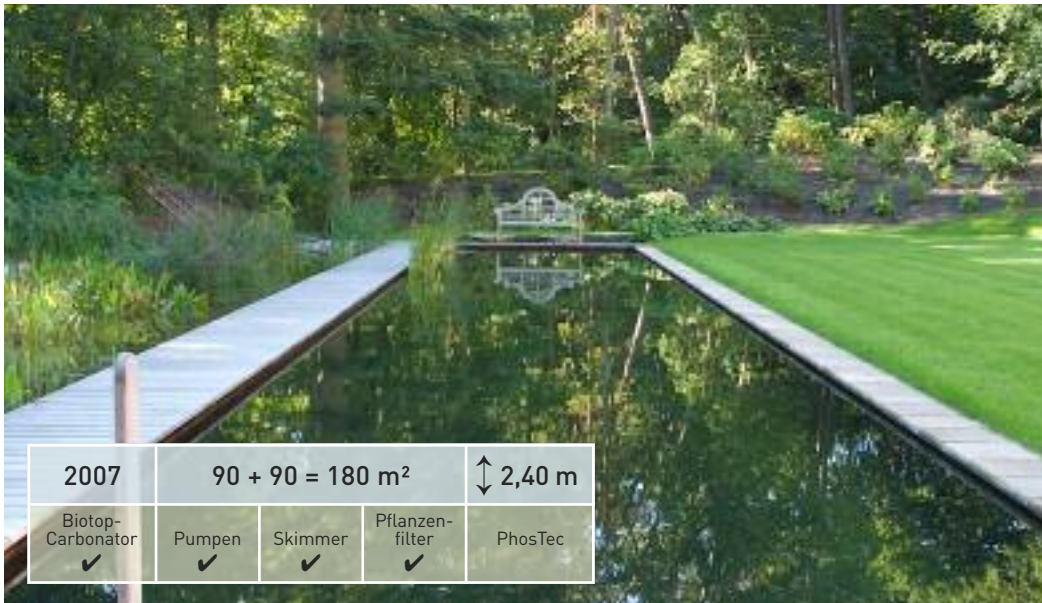 2007 90 + 90 = 180 m² ↕ 2,40 m
Biotop-
Carbonator
✔
Pumpen
✔
Skimmer
✔
Pflanzen-
filter
✔
PhosTec